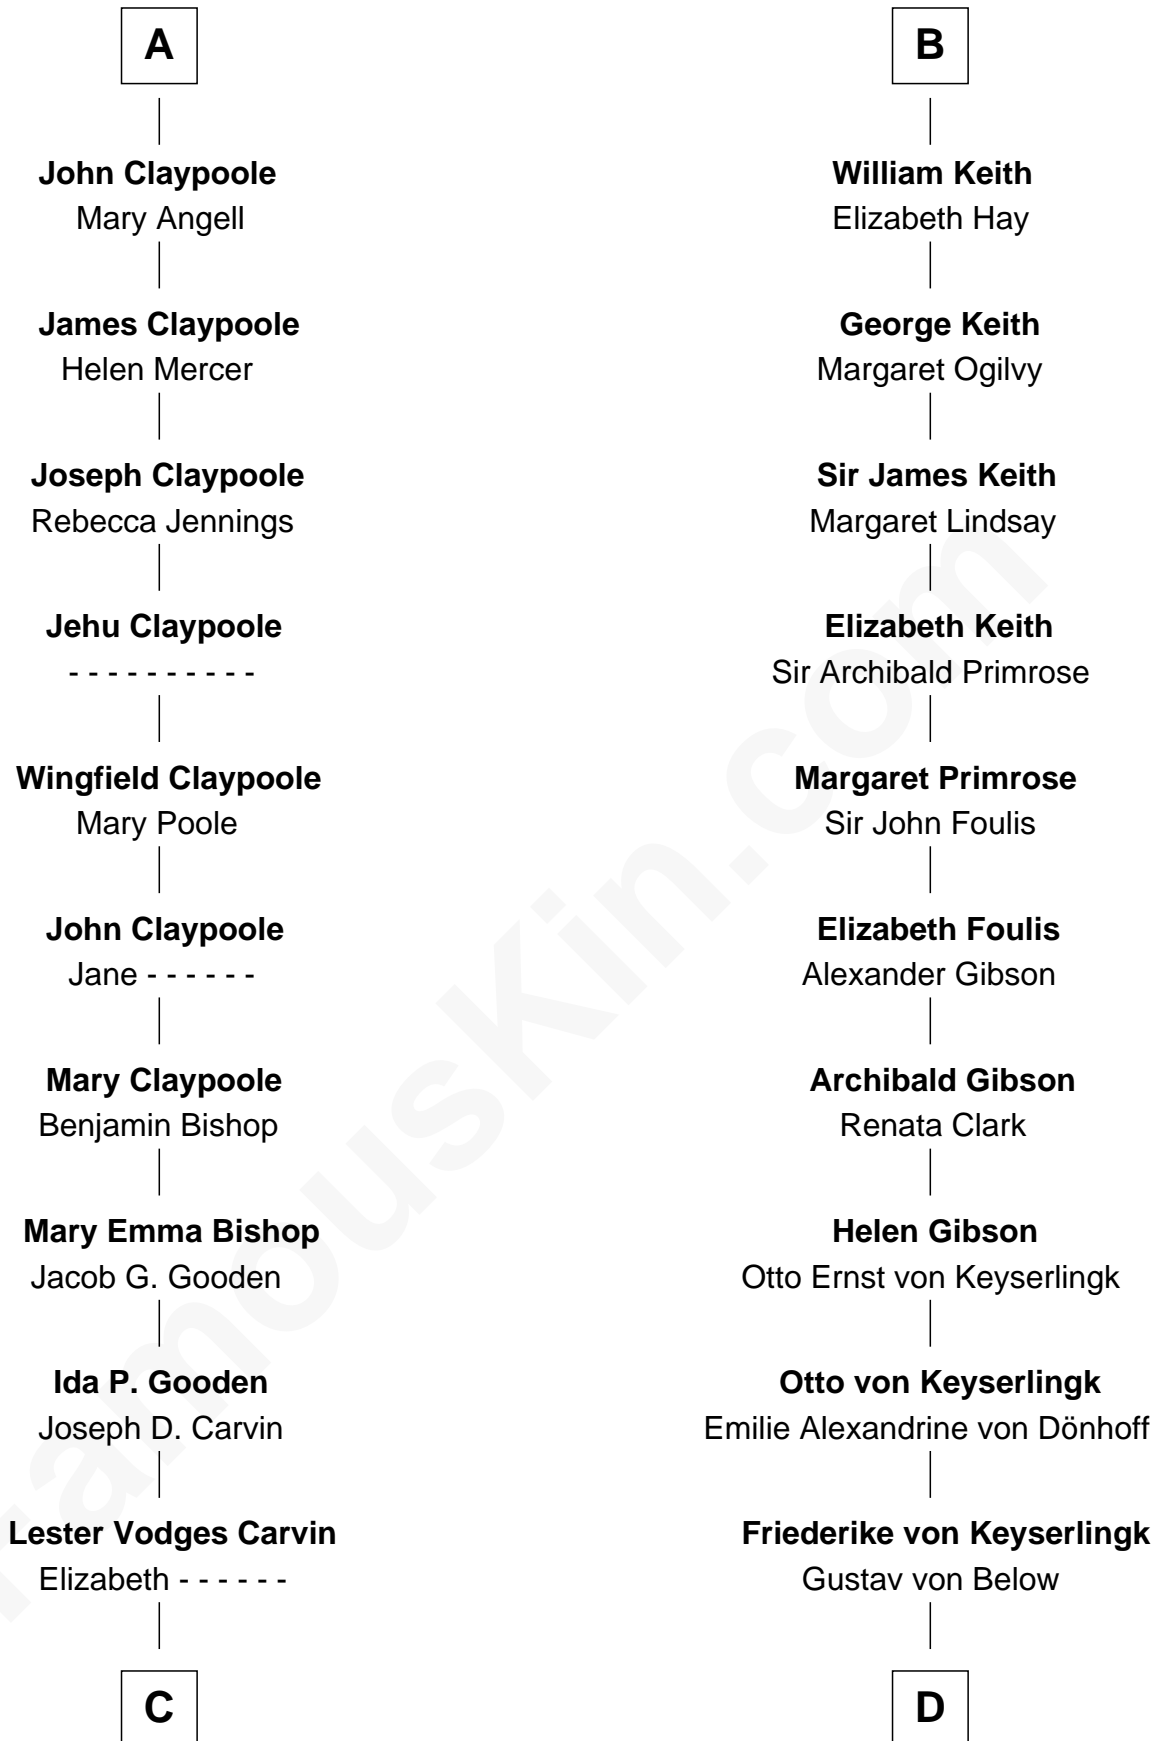 A
John Claypoole
Mary Angell
James Claypoole
Helen Mercer
Joseph Claypoole
Rebecca Jennings
Jehu Claypoole
- - - - - - - - - -
Wingfield Claypoole
Mary Poole
John Claypoole
Jane - - - - - -
Mary Claypoole
Benjamin Bishop
Mary Emma Bishop
Jacob G. Gooden
Ida P. Gooden
Joseph D. Carvin
Lester Vodges Carvin
Elizabeth - - - - - -
C
B
William Keith
Elizabeth Hay
George Keith
Margaret Ogilvy
Sir James Keith
Margaret Lindsay
Elizabeth Keith
Sir Archibald Primrose
Margaret Primrose
Sir John Foulis
Elizabeth Foulis
Alexander Gibson
Archibald Gibson
Renata Clark
Helen Gibson
Otto Ernst von Keyserlingk
Otto von Keyserlingk
Emilie Alexandrine von Dönhoff
Friederike von Keyserlingk
Gustav von Below
D
FamousKin.com